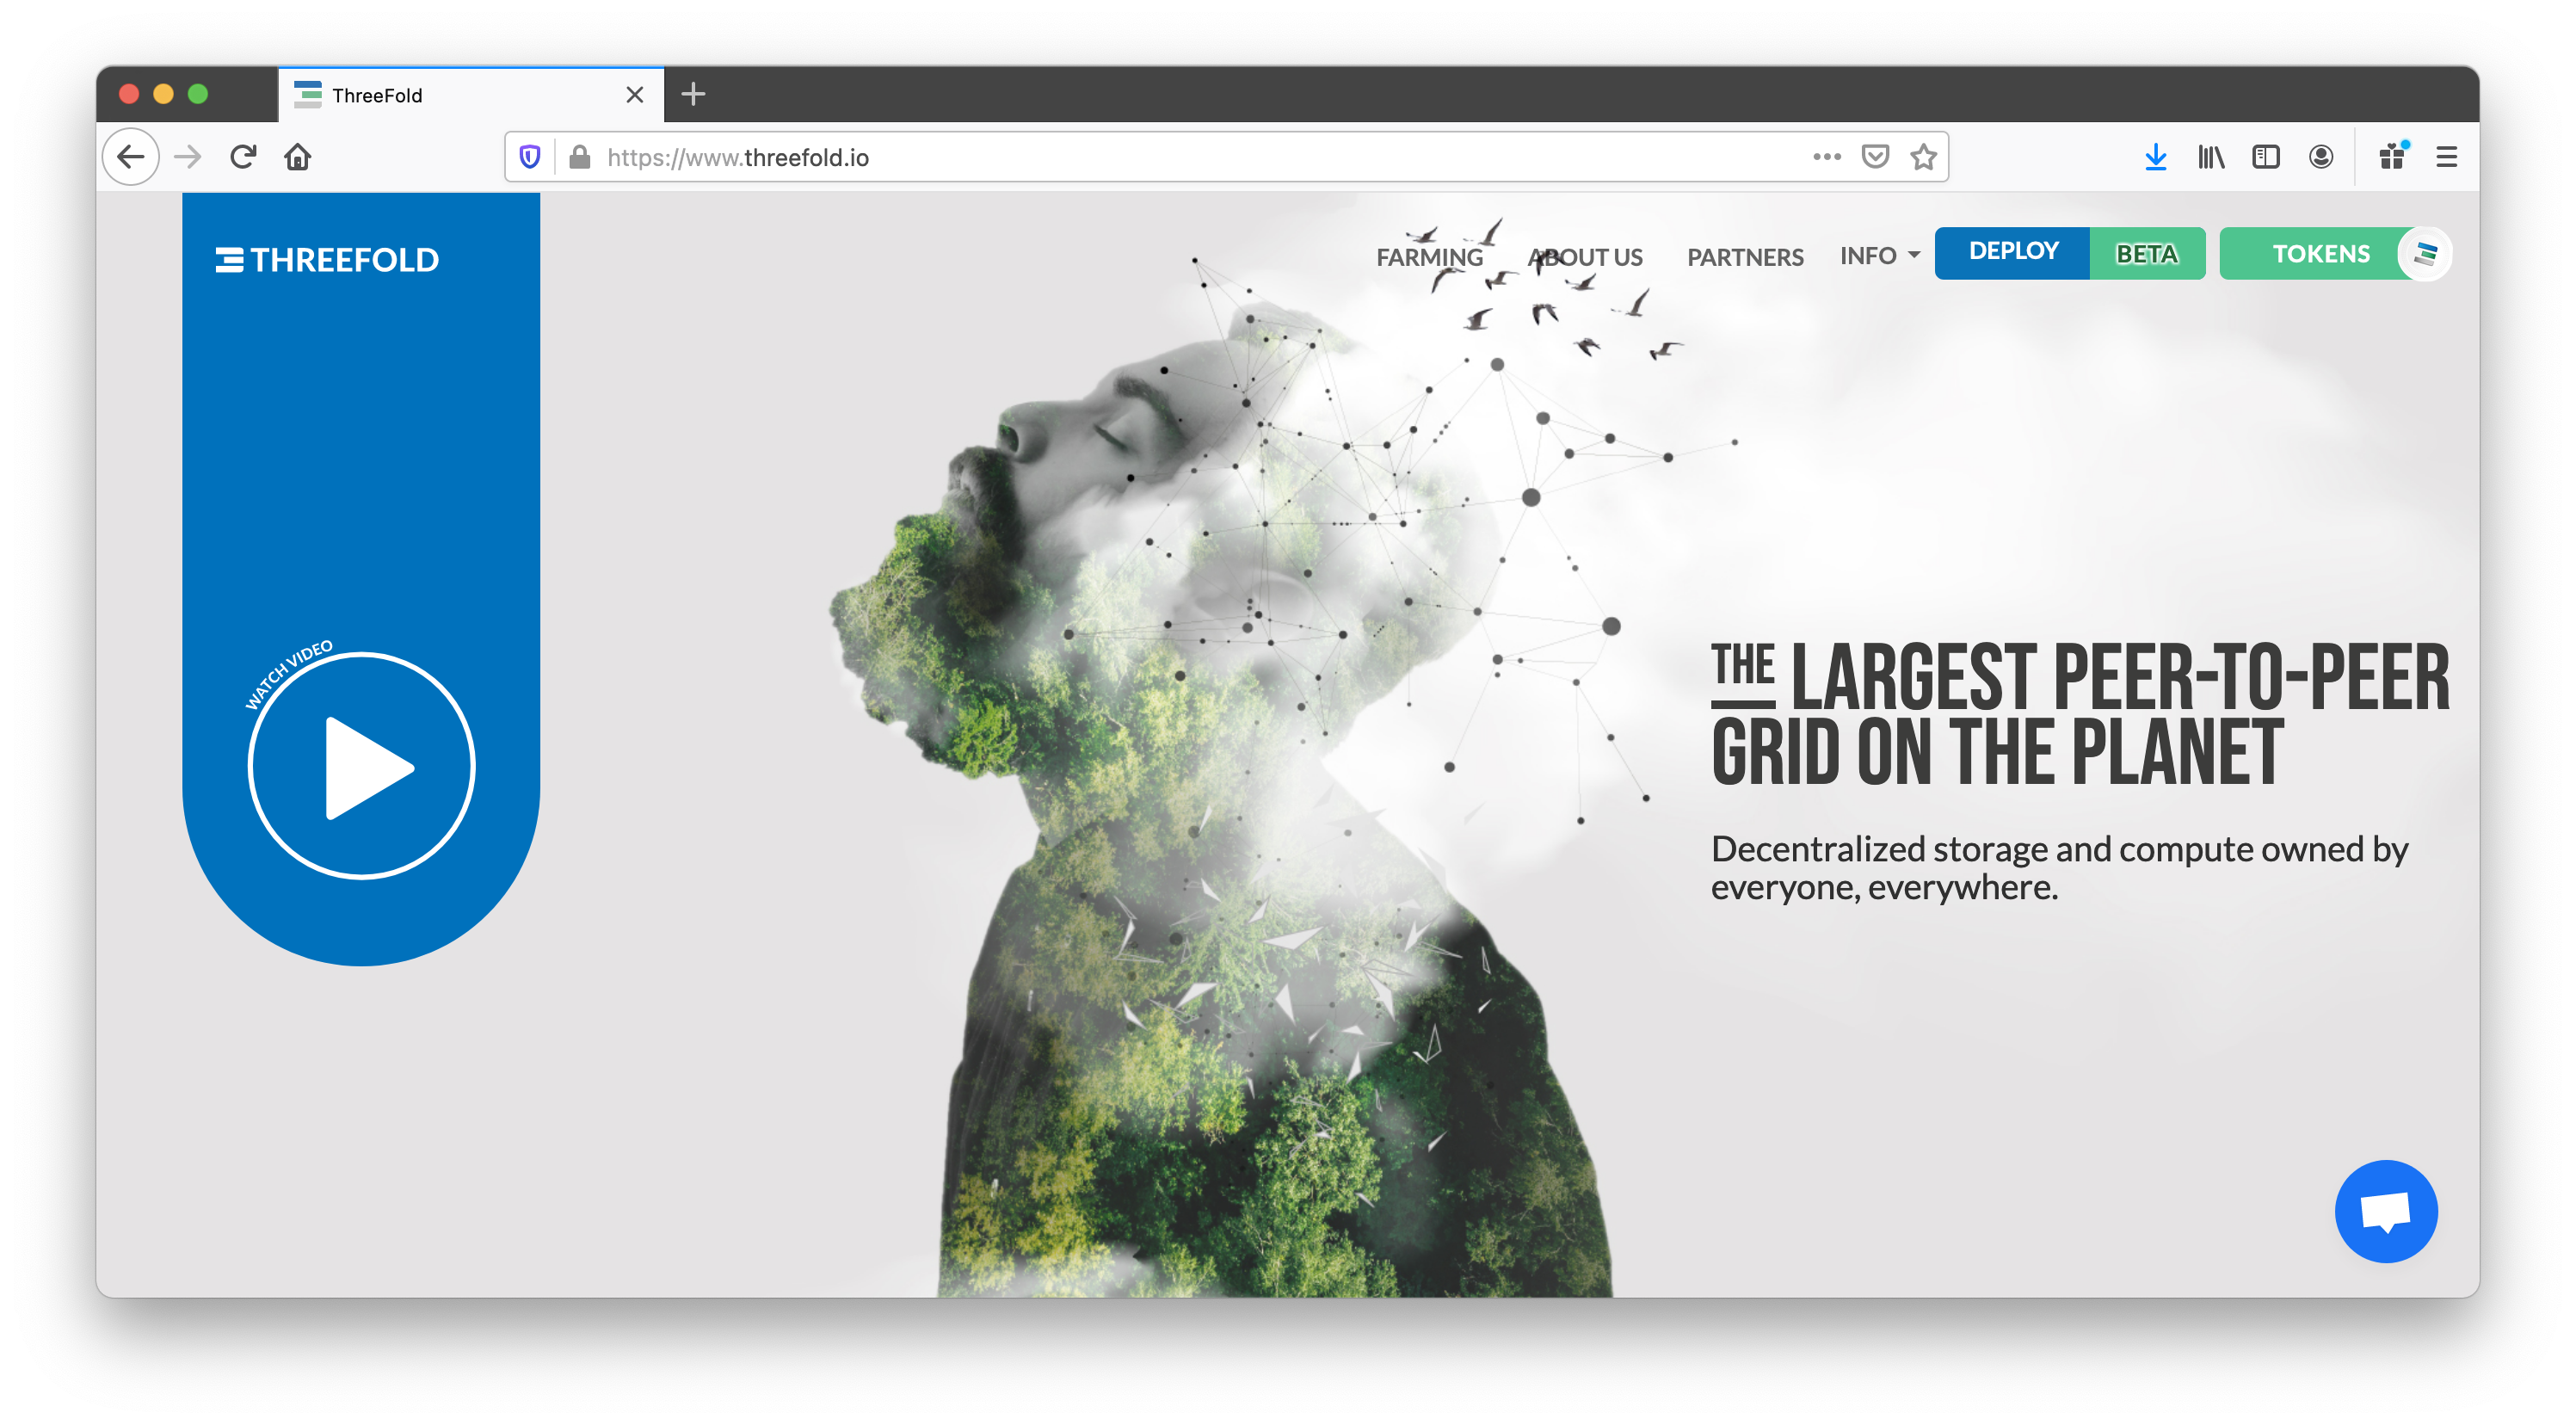 ThreeFold
https://www.threefold.io
THREEFOLD
FARMING
ABOUT US
PARTNERS
INFO
DEPLOY
BETA
TOKENS
WATCH VIDEO
THE LARGEST PEER-TO-PEER
GRID ON THE PLANET
Decentralized storage and compute owned by
everyone, everywhere.